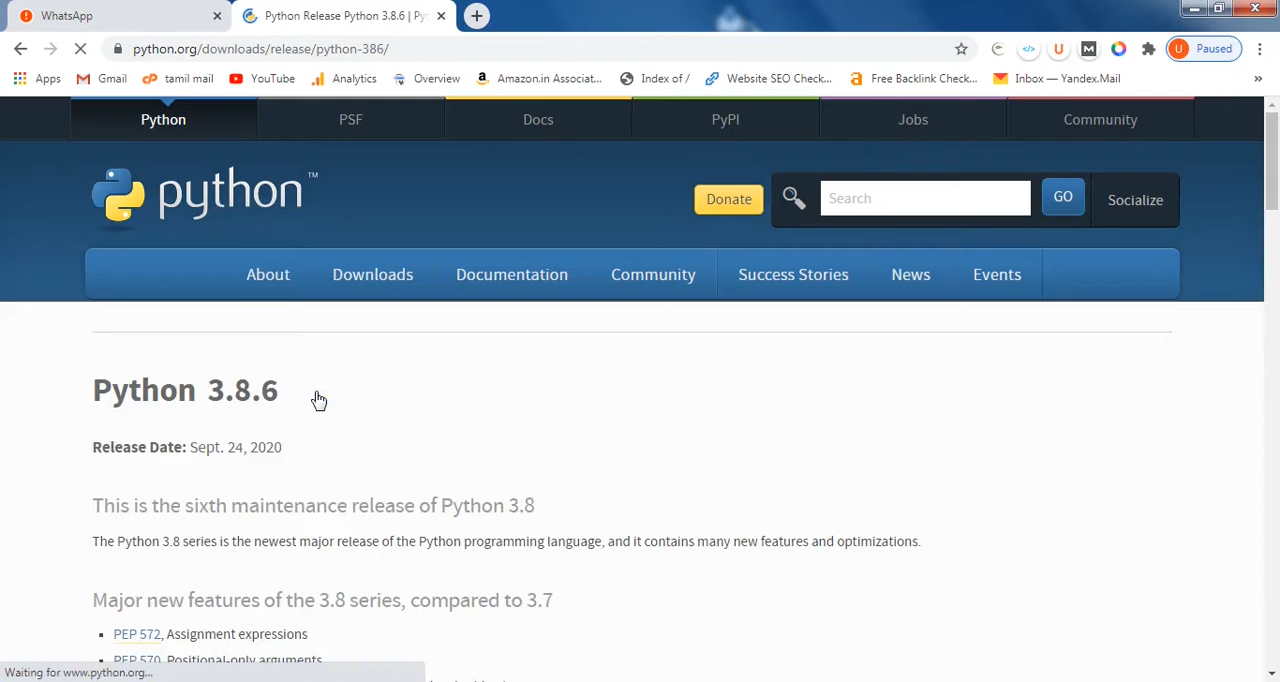 WhatsApp
Python Release Python 3.8.6 | Py
python.org/downloads/release/python-386/
U
M
U Paused
Apps
Gmail
tamil mail
YouTube
Analytics
Overview
Amazon.in Associat...
Index of /
Website SEO Check...
Free Backlink Check...
Inbox — Yandex.Mail
»
Python
PSF
Docs
PyPI
Jobs
Community
python™
Donate
Search
GO
Socialize
About
Downloads
Documentation
Community
Success Stories
News
Events
Python 3.8.6
Release Date: Sept. 24, 2020
This is the sixth maintenance release of Python 3.8
The Python 3.8 series is the newest major release of the Python programming language, and it contains many new features and optimizations.
Major new features of the 3.8 series, compared to 3.7
PEP 572, Assignment expressions
PEP 570, Positional-only arguments
Waiting for www.python.org...